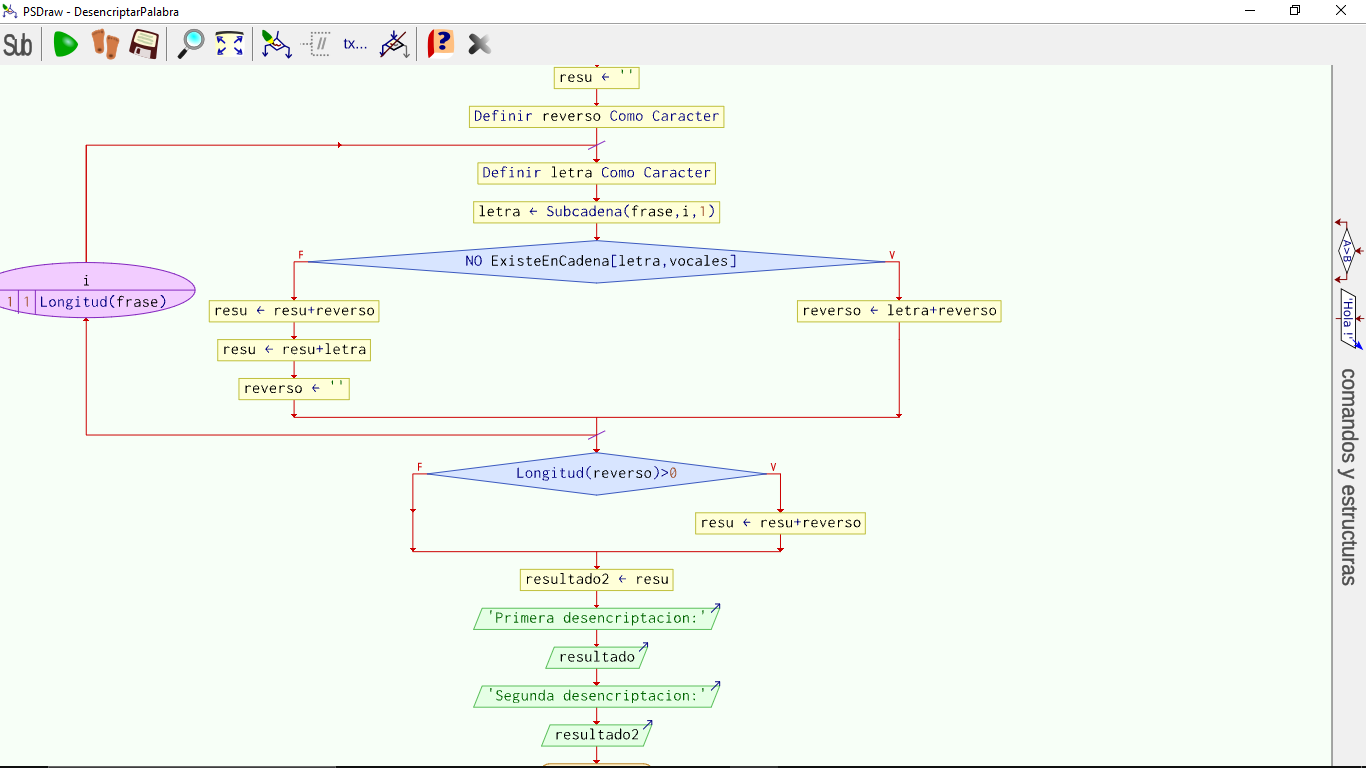 PSDraw - DesencriptarPalabra
Sub
//
tx...
?
resu ← ''
Definir reverso Como Caracter
Definir letra Como Caracter
letra ← Subcadena(frase,i,1)
F
V
NO ExisteEnCadena[letra,vocales]
i
1 1 Longitud(frase)
resu ← resu+reverso
reverso ← letra+reverso
resu ← resu+letra
reverso ← ''
F
V
Longitud(reverso)>0
resu ← resu+reverso
resultado2 ← resu
'Primera desencriptacion:'
resultado
'Segunda desencriptacion:'
resultado2
A>B
'Hola !'
comandos y estructuras